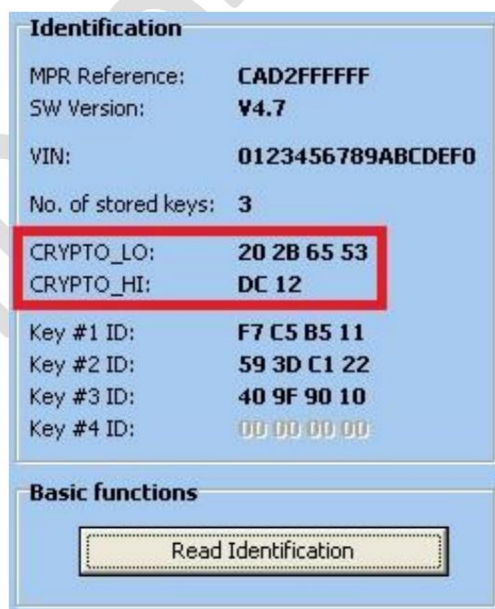 Identification
MPR Reference: CAD2FFFFFF
SW Version: V4.7
VIN: 0123456789ABCDEF0
No. of stored keys: 3
CRYPTO_LO: 20 2B 65 53
CRYPTO_HI: DC 12
Key #1 ID: F7 C5 B5 11
Key #2 ID: 59 3D C1 22
Key #3 ID: 40 9F 90 10
Key #4 ID: 00 00 00 00
Basic functions
Read Identification